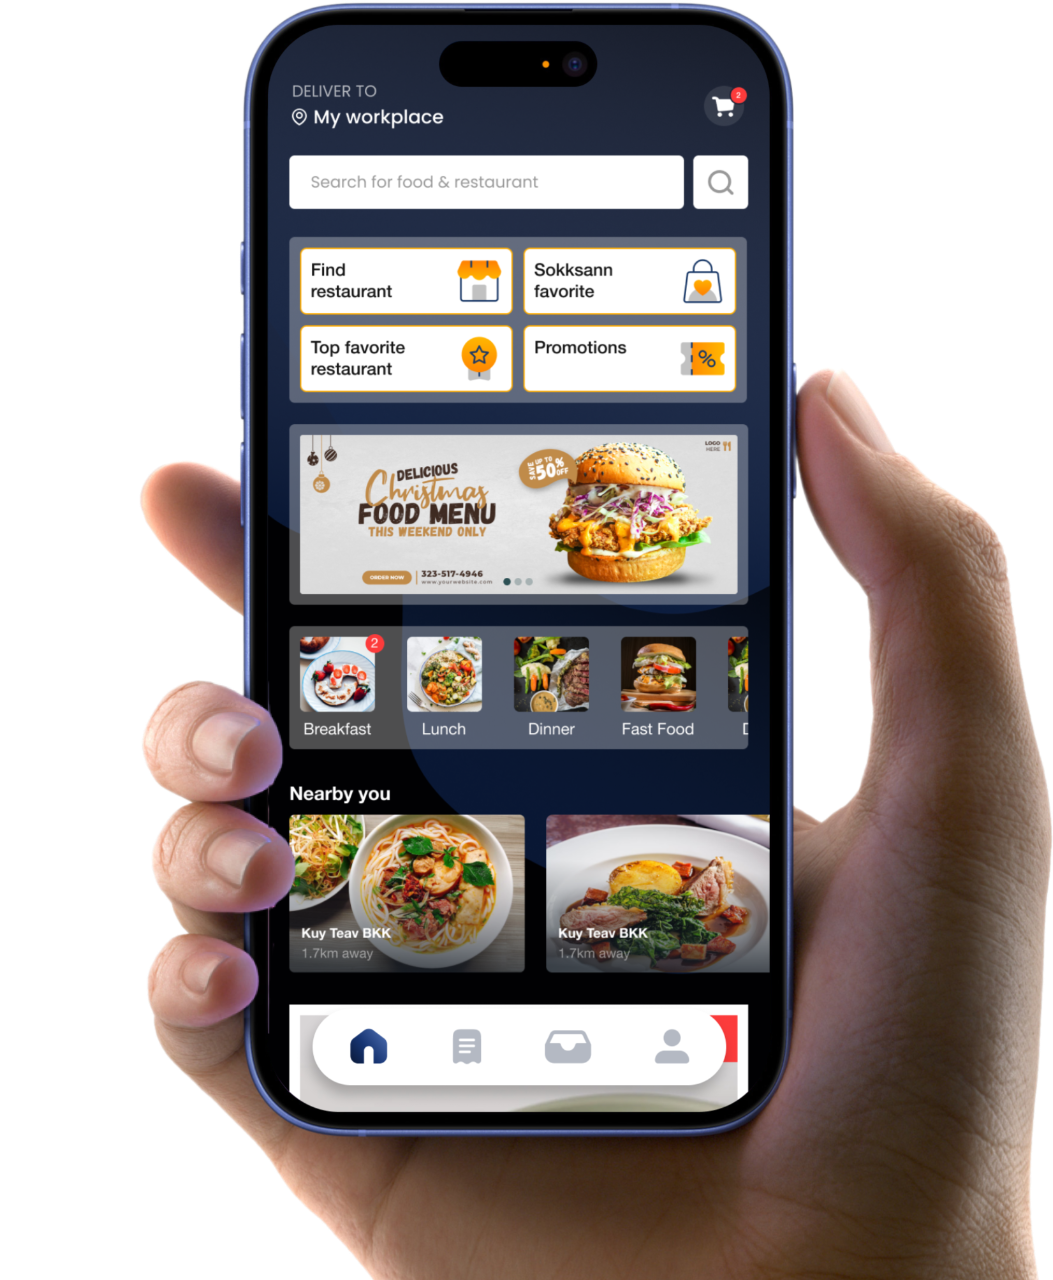 DELIVER TO
My workplace
2
Search for food & restaurant
Find
restaurant
Sokksann
favorite
Top favorite
restaurant
Promotions
%
LOGO
HERE
DELICIOUS
Christmas
FOOD MENU
THIS WEEKEND ONLY
SAVE UP TO
50%
OFF
ORDER NOW
323-517-4946
www.yourwebsite.com
2
Breakfast
Lunch
Dinner
Fast Food
D
Nearby you
Kuy Teav BKK
1.7km away
Kuy Teav BKK
1.7km away